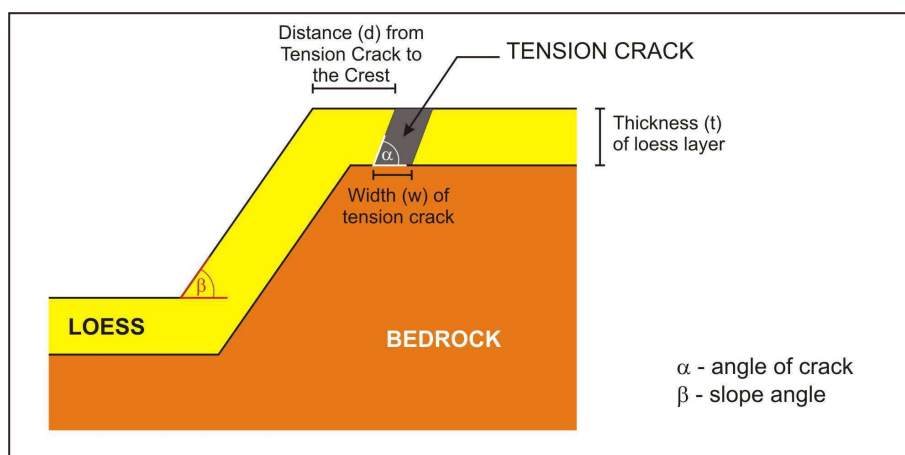 Distance (d) from
Tension Crack to
the Crest
TENSION CRACK
Thickness (t)
of loess layer
α
Width (w) of
tension crack
β
LOESS
BEDROCK
α - angle of crack
β - slope angle